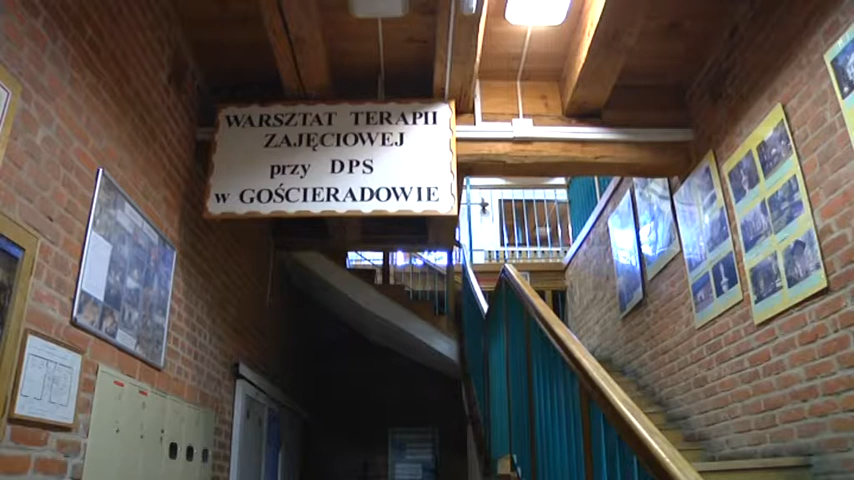 WARSZTAT TERAPII
ZAJĘCIOWEJ
przy DPS
w GOŚCIERADOWIE